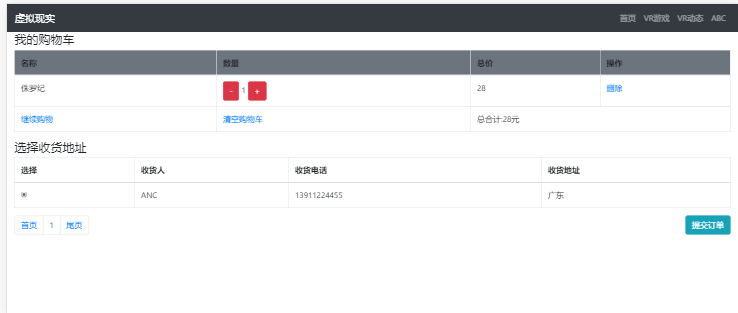 虚拟现实 首页 VR游戏 VR动态 ABC
我的购物车
名称 数量 总价 操作
侏罗纪 - 1 + 28 删除
继续购物 清空购物车 总合计:28元
选择收货地址
选择 收货人 收货电话 收货地址
ANC 13911224455 广东
首页 1 尾页 提交订单